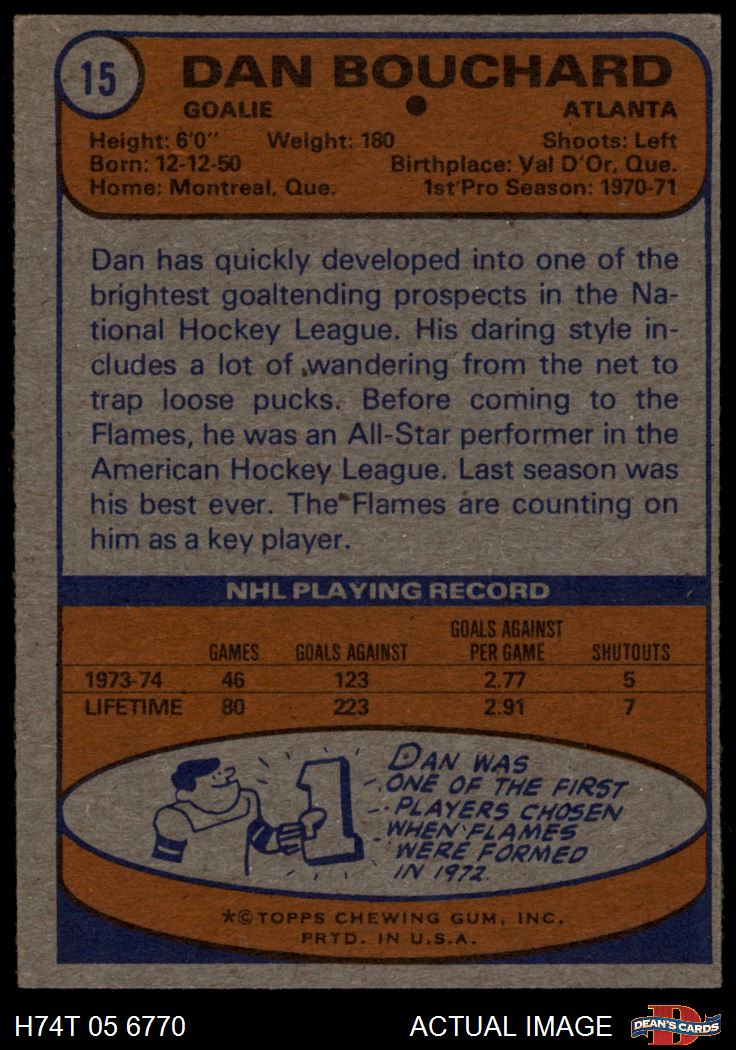 15
DAN BOUCHARD
GOALIE ● ATLANTA
Height: 6'0" Weight: 180 Shoots: Left
Born: 12-12-50 Birthplace: Val D'Or, Que.
Home: Montreal, Que. 1st Pro Season: 1970-71
Dan has quickly developed into one of the
brightest goaltending prospects in the Na-
tional Hockey League. His daring style in-
cludes a lot of wandering from the net to
trap loose pucks. Before coming to the
Flames, he was an All-Star performer in the
American Hockey League. Last season was
his best ever. The Flames are counting on
him as a key player.
NHL PLAYING RECORD
GAMES GOALS AGAINST GOALS AGAINST PER GAME SHUTOUTS
1973-74 46 123 2.77 5
LIFETIME 80 223 2.91 7
1
DAN WAS
ONE OF THE FIRST
PLAYERS CHOSEN
WHEN FLAMES
WERE FORMED
IN 1972.
*©TOPPS CHEWING GUM, INC.
PRTD. IN U.S.A.
H74T 05 6770 ACTUAL IMAGE DEAN'S CARDS